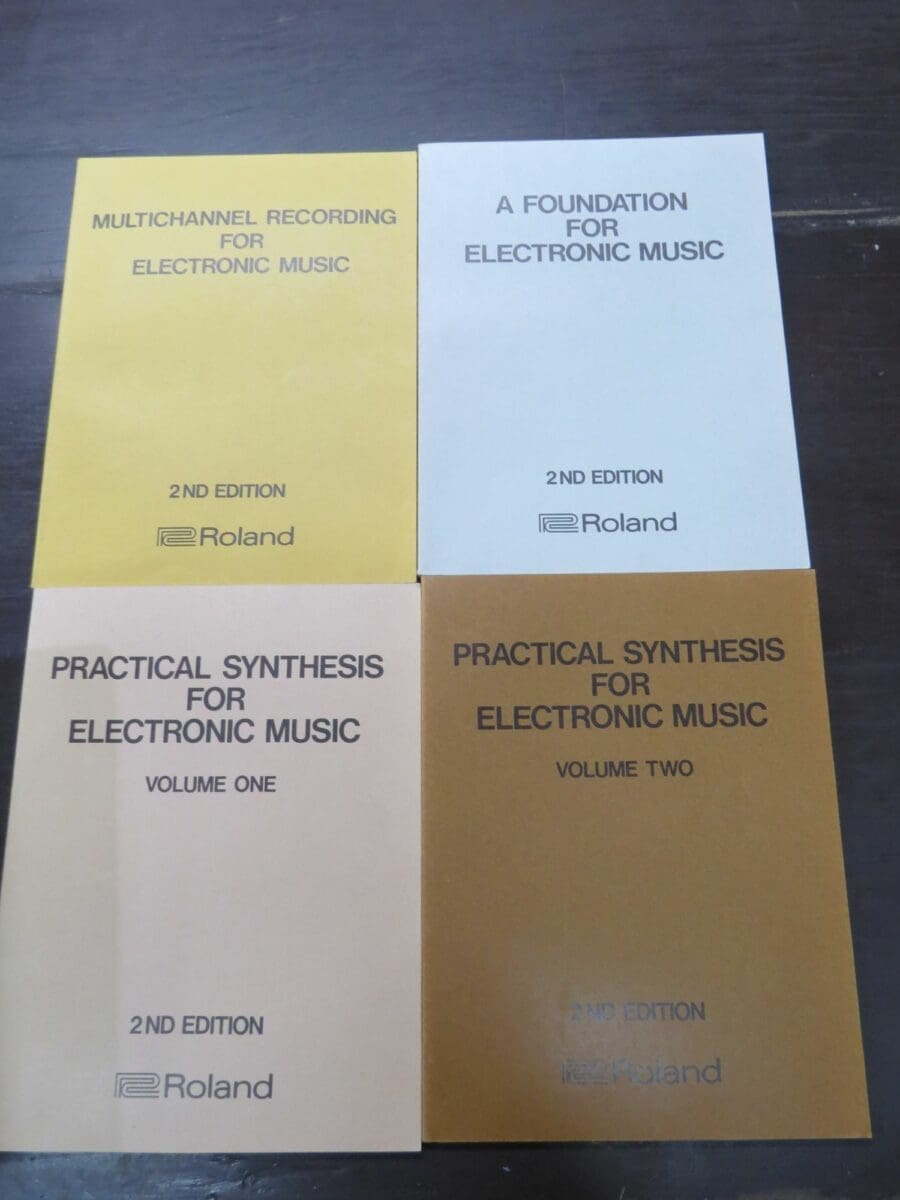 MULTICHANNEL RECORDING
FOR
ELECTRONIC MUSIC
2ND EDITION
Roland
A FOUNDATION
FOR
ELECTRONIC MUSIC
2ND EDITION
Roland
PRACTICAL SYNTHESIS
FOR
ELECTRONIC MUSIC
VOLUME ONE
2ND EDITION
Roland
PRACTICAL SYNTHESIS
FOR
ELECTRONIC MUSIC
VOLUME TWO
2ND EDITION
Roland